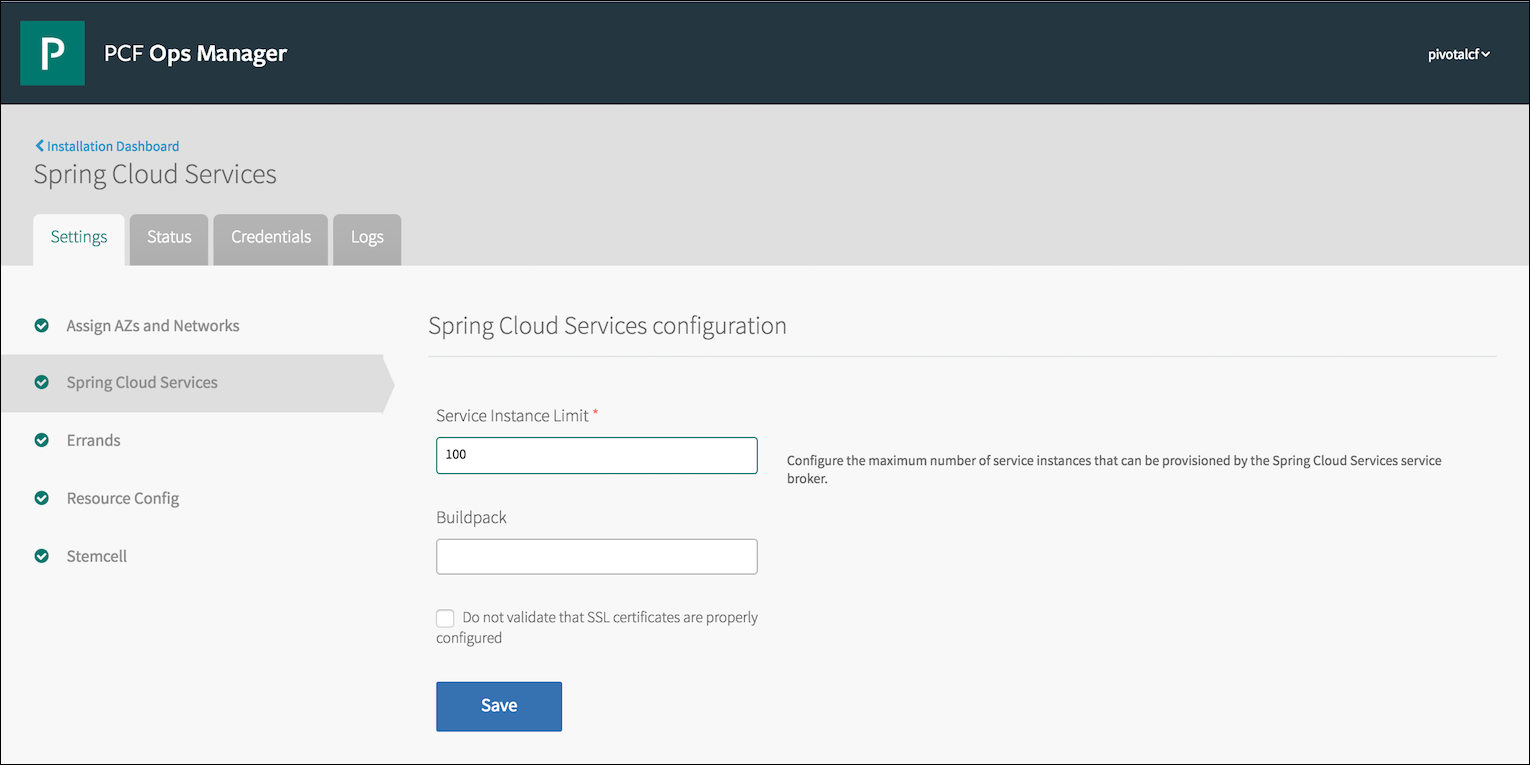 P
PCF Ops Manager
pivotalcf
Installation Dashboard
Spring Cloud Services
Settings
Status
Credentials
Logs
Assign AZs and Networks
Spring Cloud Services
Errands
Resource Config
Stemcell
Spring Cloud Services configuration
Service Instance Limit *
100
Configure the maximum number of service instances that can be provisioned by the Spring Cloud Services service
broker.
Buildpack
Do not validate that SSL certificates are properly
configured
Save